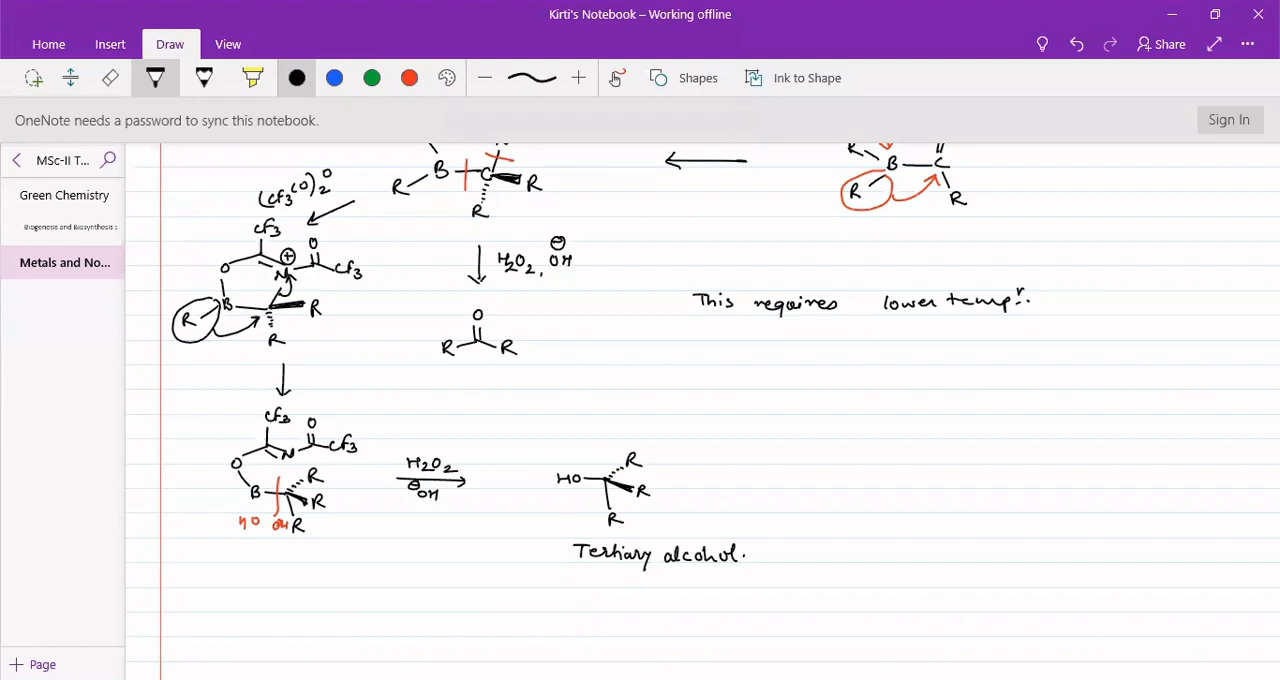 Kirti's Notebook – Working offline
Home Insert Draw View
Share
Shapes Ink to Shape
OneNote needs a password to sync this notebook.
Sign In
MSc-II T...
Green Chemistry
Biogenesis and Biosynthesis :
Metals and No...
Page
R B C R
R
R B C
R
R
(CF3CO)2O
CF3
O
O N CF3
⊕
B R
R
R
H2O2, OH
⊖
O
R R
This requires lower tempr.
CF3
O
O N CF3
B R
R
R
HO OH
H2O2
⊖OH
HO R
R
R
Tertiary alcohol.